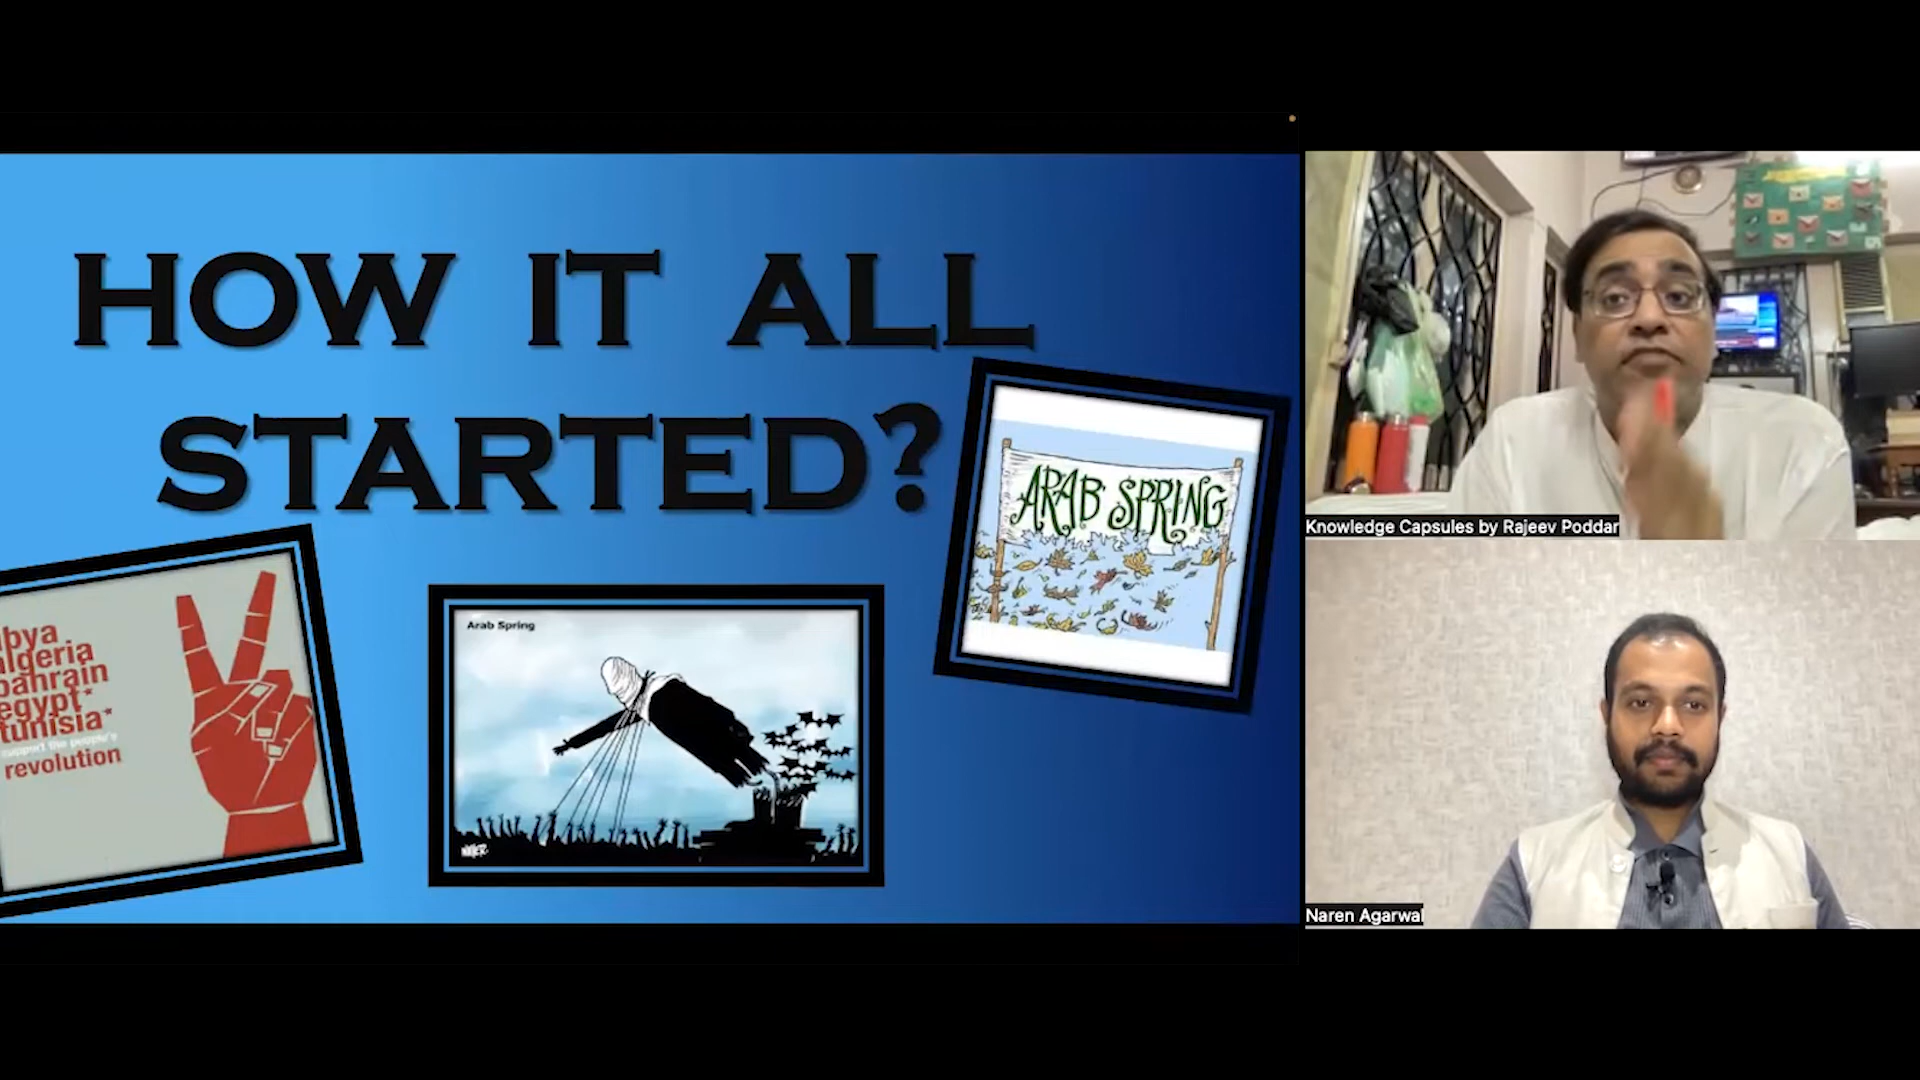 HOW IT ALL
STARTED?
ARAB SPRING
ibya
algeria
bahrain
egypt*
tunisia*
support the people's
revolution
Arab Spring
Knowledge Capsules by Rajeev Poddar
Naren Agarwal